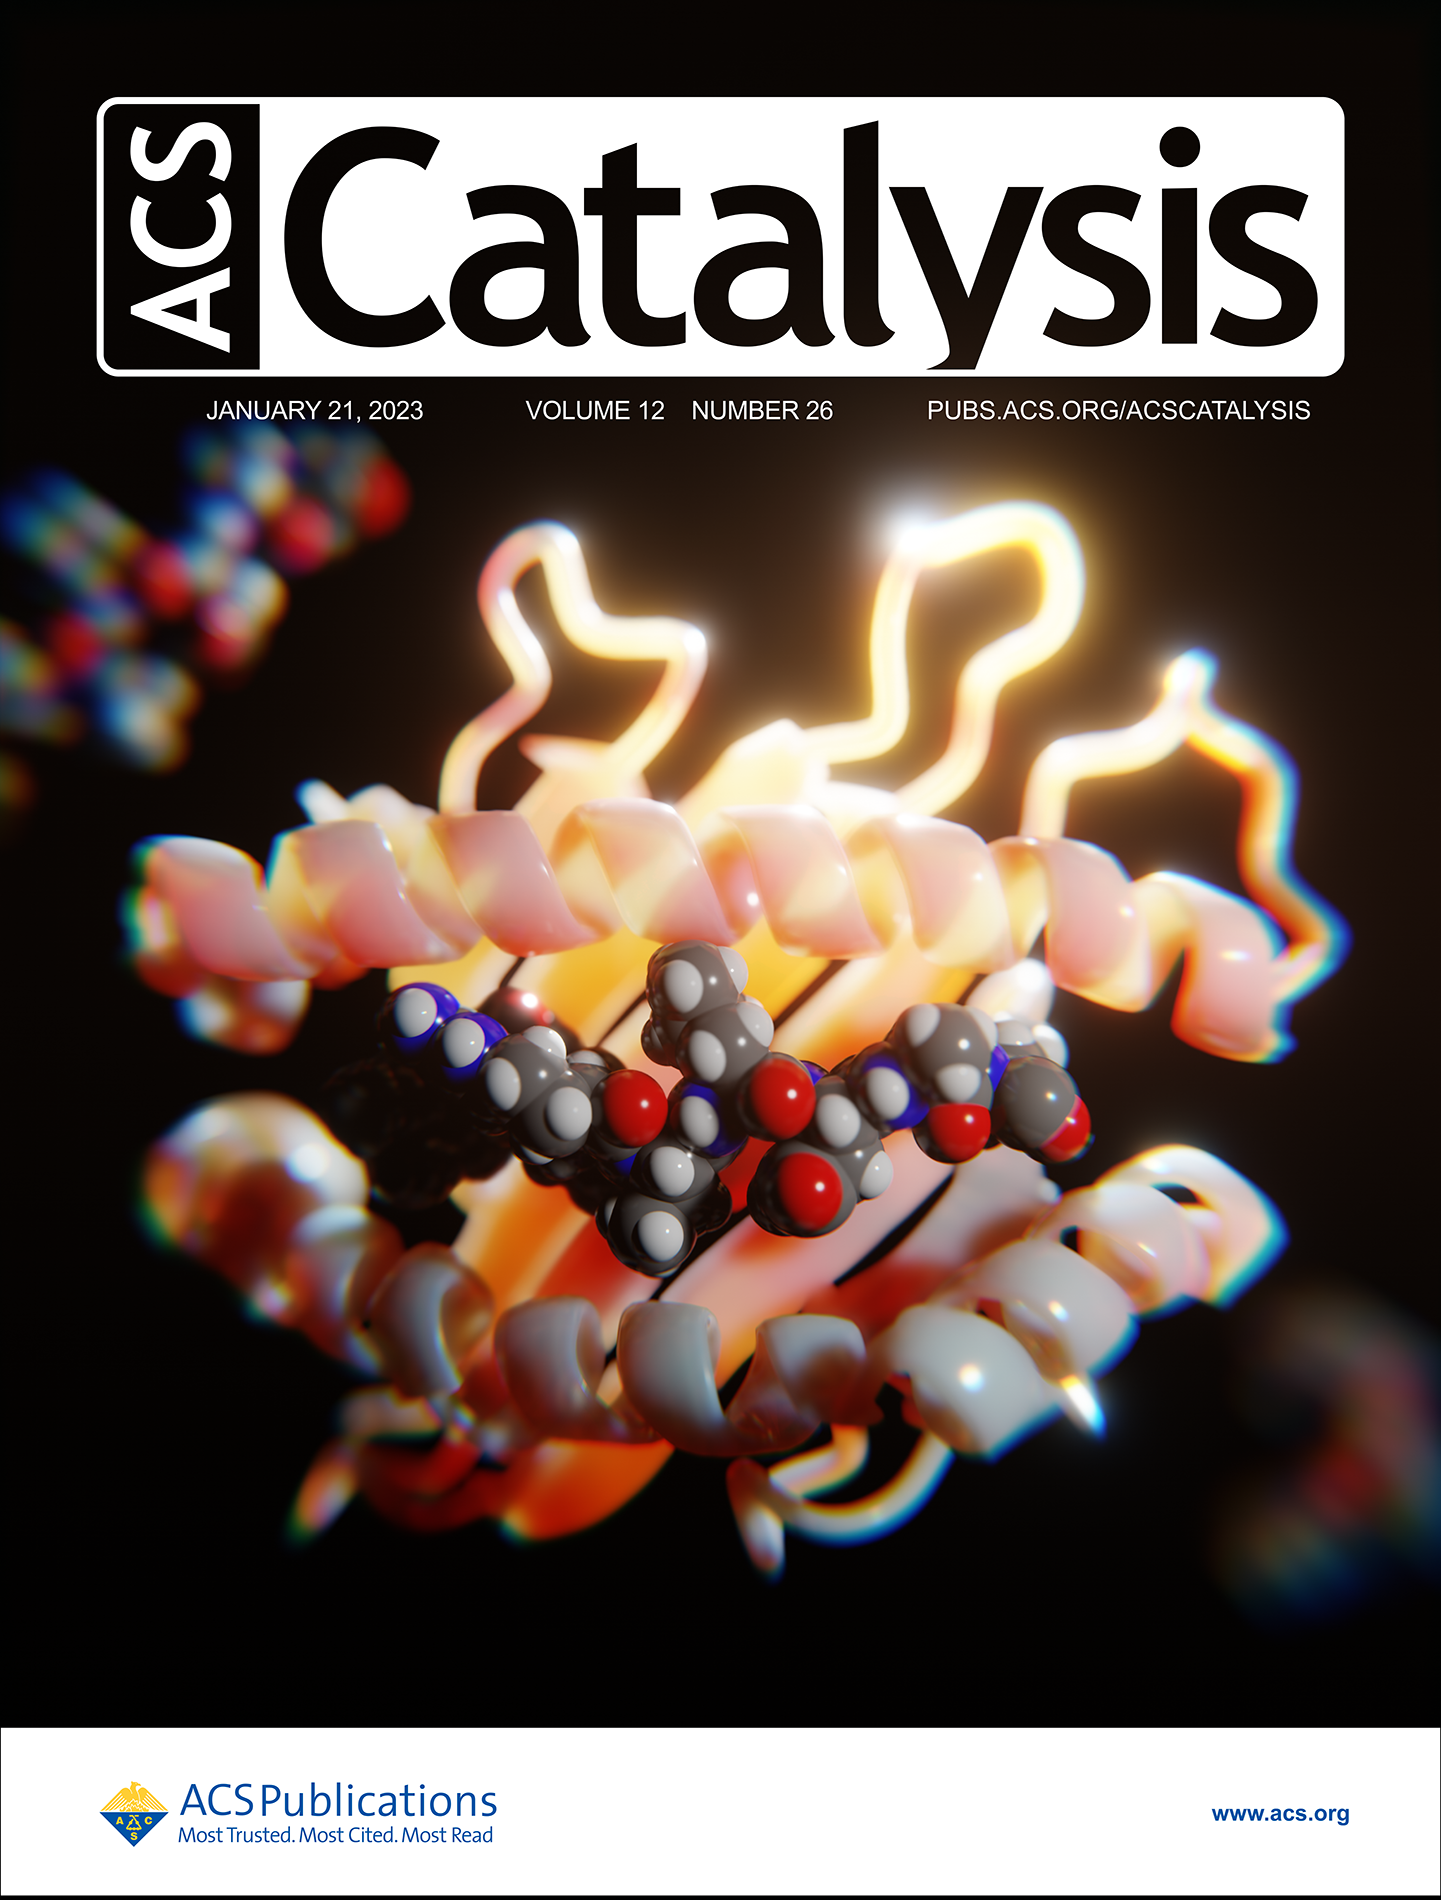 ACS Catalysis
JANUARY 21, 2023 VOLUME 12 NUMBER 26 PUBS.ACS.ORG/ACSCATALYSIS
A C S
ACS Publications
Most Trusted. Most Cited. Most Read
www.acs.org